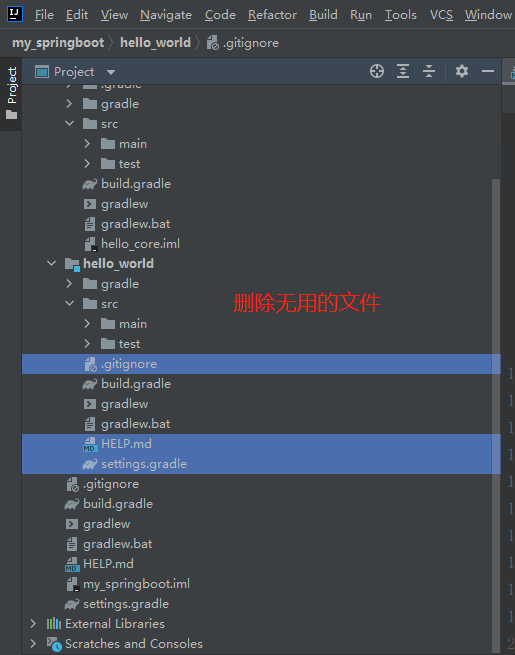 File Edit View Navigate Code Refactor Build Run Tools VCS Window
my_springboot hello_world .gitignore
Project
Project
.gradle
gradle
src
main
test
build.gradle
gradlew
gradlew.bat
hello_core.iml
hello_world
gradle
src
删除无用的文件
main
test
.gitignore
build.gradle
gradlew
gradlew.bat
HELP.md
settings.gradle
.gitignore
build.gradle
gradlew
gradlew.bat
HELP.md
my_springboot.iml
settings.gradle
External Libraries
Scratches and Consoles